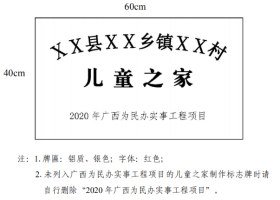 60cm
40cm
XX县XX乡镇XX村
儿童之家
2020年广西为民办实事工程项目
注：1.牌匾：铝质、银色；字体：红色；
2.未列入广西为民办实事工程项目的儿童之家制作标志牌时请
自行删除“2020年广西为民办实事工程项目”。